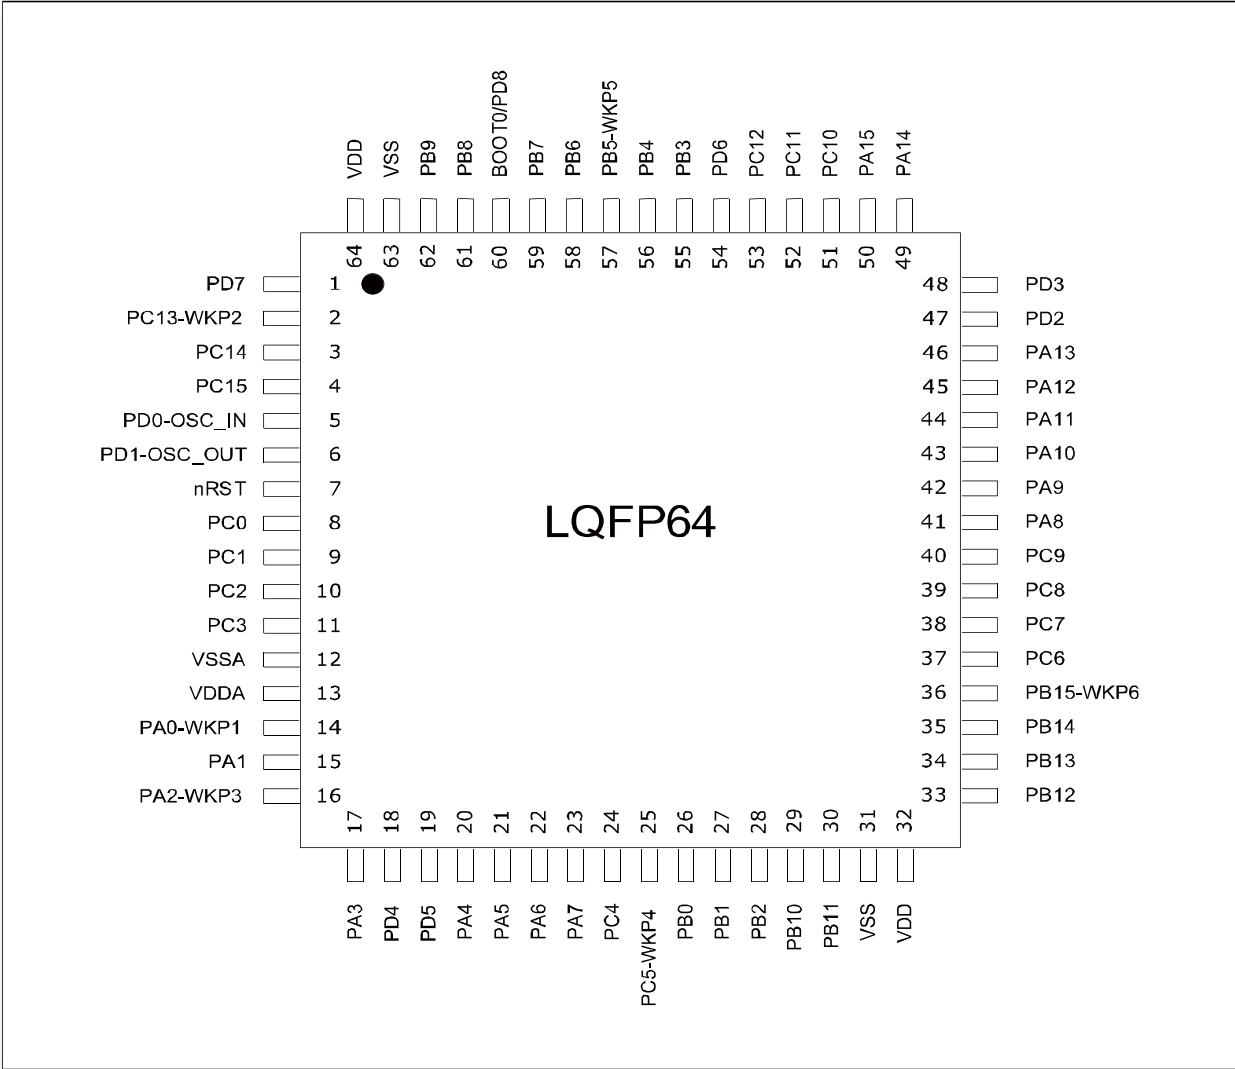 VDD VSS PB9 PB8 BOOT0/PD8 PB7 PB6 PB5-WKP5 PB4 PB3 PD6 PC12 PC11 PC10 PA15 PA14
64 63 62 61 60 59 58 57 56 55 54 53 52 51 50 49
PD7 1 48 PD3
PC13-WKP2 2 47 PD2
PC14 3 46 PA13
PC15 4 45 PA12
PD0-OSC_IN 5 44 PA11
PD1-OSC_OUT 6 43 PA10
nRST 7 42 PA9
PC0 8 LQFP64 41 PA8
PC1 9 40 PC9
PC2 10 39 PC8
PC3 11 38 PC7
VSSA 12 37 PC6
VDDA 13 36 PB15-WKP6
PA0-WKP1 14 35 PB14
PA1 15 34 PB13
PA2-WKP3 16 33 PB12
17 18 19 20 21 22 23 24 25 26 27 28 29 30 31 32
PA3 PD4 PD5 PA4 PA5 PA6 PA7 PC4 PC5-WKP4 PB0 PB1 PB2 PB10 PB11 VSS VDD